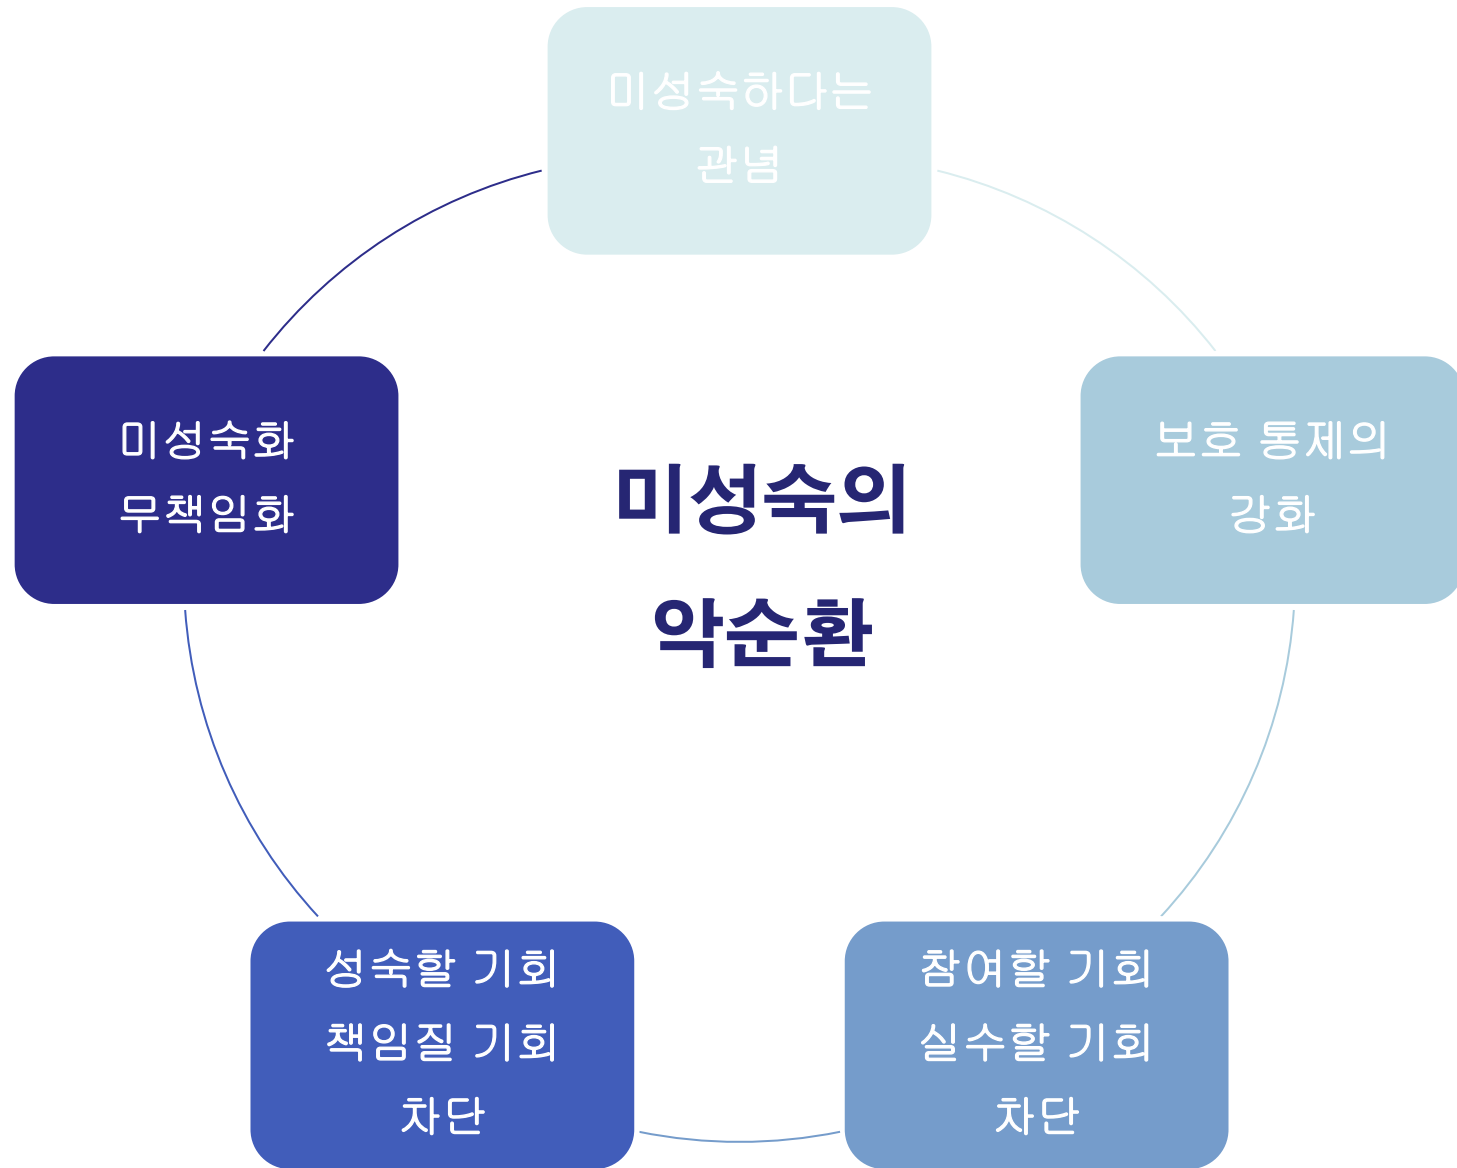 미성숙하다는
관념
보호 통제의
강화
참여할 기회
실수할 기회
차단
성숙할 기회
책임질 기회
차단
미성숙화
무책임화
미성숙의
악순환